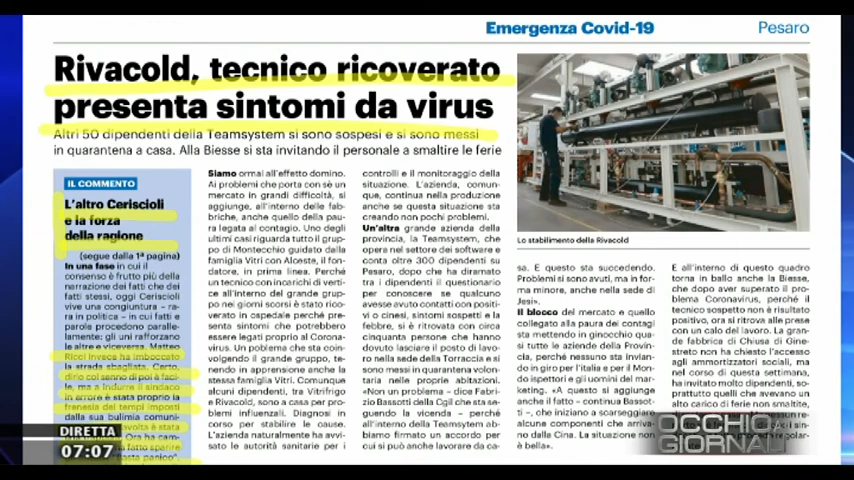 Emergenza Covid-19
Pesaro
Rivacold, tecnico ricoverato
presenta sintomi da virus
Altri 50 dipendenti della Teamsystem si sono sospesi e si sono messi
in quarantena a casa. Alla Biesse si sta invitando il personale a smaltire le ferie
IL COMMENTO
L'altro Ceriscioli
e la forza
della ragione
(segue dalla 1ª pagina)
In una fase in cui il
consenso è frutto più della
narrazione dei fatti che dei
fatti stessi, oggi Ceriscioli
vive una congiuntura - ra-
ra in politica - in cui fatti e
parole procedono parallele-
lamente: gli uni rafforzano
le altre e viceversa. Matteo
Ricci invece ha imboccato
la strada sbagliata. Certo,
dirlo col senno di poi è faci-
le, ma a indurre il sindaco
in errore è stata proprio la
frenesia dei tempi imposti
dalla sua bulimia comuni-
Siamo ormai all'effetto domino.
Ai problemi che porta con sè un
mercato in grandi difficoltà, si
aggiunge, all'interno delle fab-
briche, anche quello della paura
legata al contagio. Uno degli
ultimi casi riguarda tutto il grup-
po di Montecchio guidato dalla
famiglia Vitri con Alceste, il fon-
datore, in prima linea. Perché
un tecnico con incarichi di verti-
ce all'interno del grande grup-
po nei giorni scorsi è stato rico-
verato in ospedale perché pre-
senta sintomi che potrebbero
essere legati proprio al Corona-
virus. Un problema che sta coin-
volgendo il grande gruppo, te-
nendo in apprensione anche la
stessa famiglia Vitri. Comunque
alcuni dipendenti, tra Vitrifrigo
e Rivacold, sono a casa per pro-
blemi influenzali. Diagnosi in
corso per stabilire le cause.
L'azienda naturalmente ha avvi-
sato le autorità sanitarie per i
controlli e il monitoraggio della
situazione. L'azienda, comun-
que, continua nella produzione
anche se questa situazione sta
creando non pochi problemi.
Un'altra grande azienda della
provincia, la Teamsystem, che
opera nel settore dei software e
conta oltre 300 dipendenti su
Pesaro, dopo che ha diramato
tra i dipendenti il questionario
per conoscere se qualcuno
avesse avuto contatti con positi-
vi o cinesi, sintomi sospetti e la
febbre, si è ritrovata con circa
cinquanta persone che hanno
dovuto lasciare il posto di lavo-
ro nella sede della Torraccia e si
sono messi in quarantena volon-
taria nelle proprie abitazioni.
«Non un problema – dice Fabri-
zio Bassotti della Cgil che sta se-
guendo la vicenda – perché
all'interno della Teamsytem ab-
biamo firmato un accordo per
cui si può anche lavorare da ca-
Lo stabilimento della Rivacold
sa. E questo sta succedendo.
Problemi si sono avuti, ma in for-
ma minore, anche nella sede di
Jesi».
Il blocco del mercato e quello
collegato alla paura dei contagi
sta mettendo in ginocchio qua-
si tutte le aziende della Provin-
cia, perché nessuno sta invian-
do in giro per l'italia e per il Mon-
do ispettori e gli uomini del mar-
keting. «A questo si aggiunge
anche il fatto – continua Bassot-
ti –, che iniziano a scarseggiare
alcune componenti che arriva-
no dalla Cina. La situazione non
è bella».
E all'interno di questo quadro
torna in ballo anche la Biesse,
che dopo aver superato il pro-
blema Coronavirus, perché il
tecnico sospetto non è risultato
positivo, ora si ritrova alle prese
con un calo del lavoro. La gran-
de fabbrica di Chiusa di Gine-
streto non ha chiesto l'accesso
agli ammortizzatori sociali, ma
nel corso di questa settimana,
ha invitato molto dipendenti, so-
prattutto quelli che avevano un
alto carico di ferie non smaltite,
DIRETTA
07:07
OCCHIO AI
GIORNALI